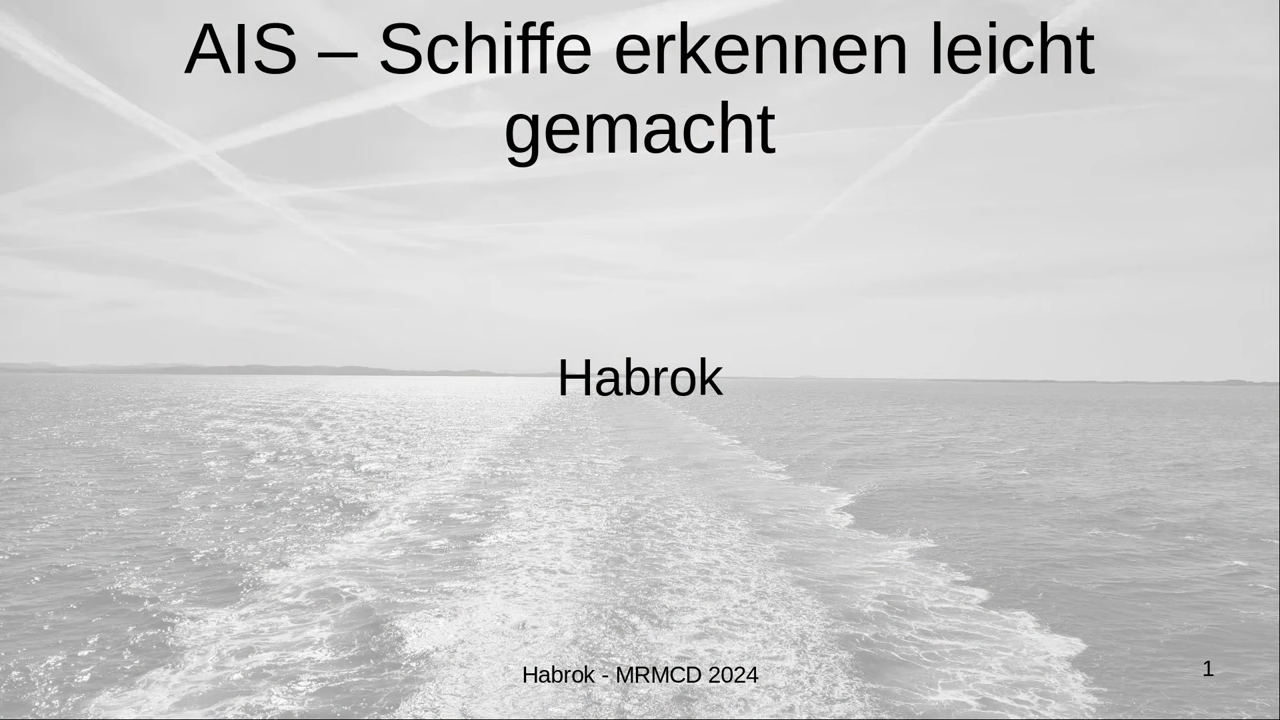 AIS – Schiffe erkennen leicht
gemacht
Habrok
Habrok - MRMCD 2024
1